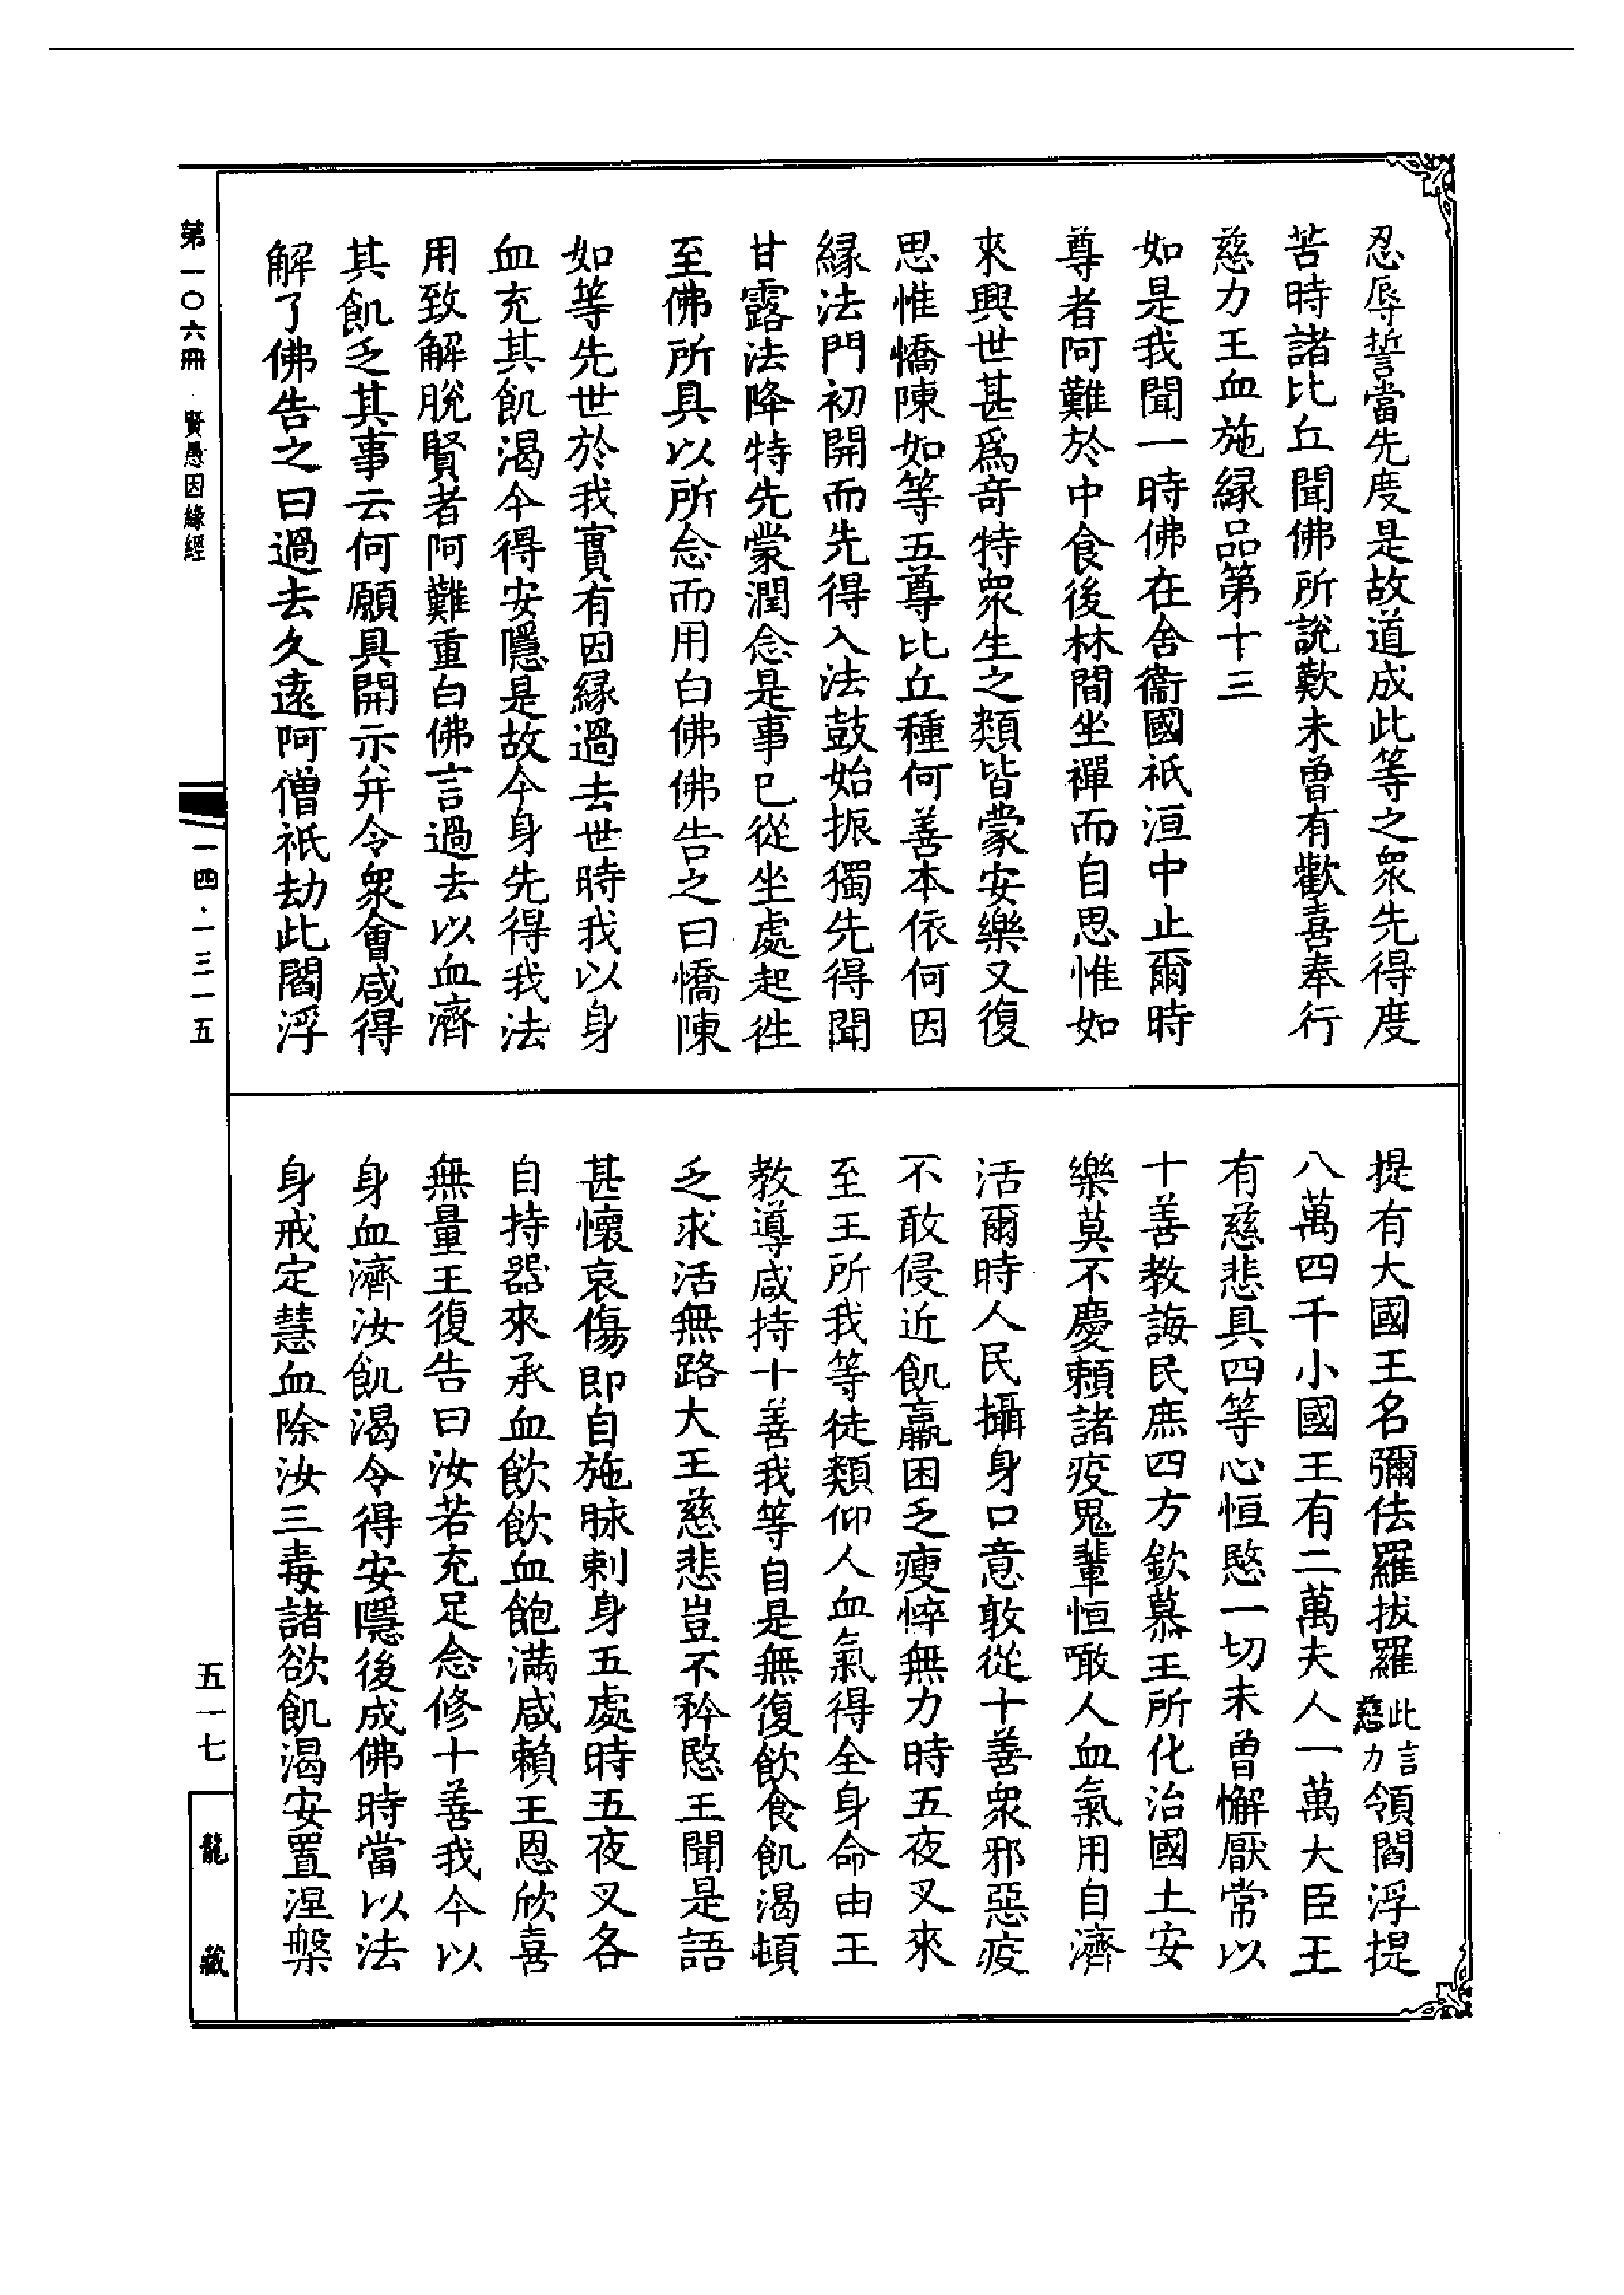 忍辱誓當先度是故道成此等之衆先得度
苦時諸比丘聞佛所說歎未曾有歡喜奉行
慈力王血施緣品第十三
如是我聞一時佛在舍衞國祇洹中止爾時
尊者阿難於中食後林間坐禪而自思惟如
來興世甚爲竒特衆生之類皆蒙安樂又復
思惟憍陳如等五尊比丘種何善本依何因
緣法門初開而先得入法鼓始振獨先得聞
甘露法降特先蒙潤念是事已從坐處起徃
至佛所具以所念而用白佛佛告之曰憍陳
如等先世於我實有因緣過去世時我以身
血充其飢渴今得安隱是故今身先得我法
用致解脫賢者阿難重白佛言過去以血濟
其飢乏其事云何願具開示并令衆會咸得
解了佛告之曰過去久遠阿僧祇劫此閻浮
提有大國王名彌佉羅拔羅此言慈力領閻浮提
八萬四千小國王有二萬夫人一萬大臣王
有慈悲具四等心恒愍一切未曾懈厭常以
十善教誨民庶四方欽慕王所化治國土安
樂莫不慶賴諸疫鬼輩恒噉人血氣用自濟
活爾時人民攝身口意敦從十善衆邪惡疫
不敢侵近飢羸困乏瘦悴無力時五夜叉來
至王所我等徒類仰人血氣得全身命由王
教導咸持十善我等自是無復飲食飢渴頓
乏求活無路大王慈悲豈不矜愍王聞是語
甚懷哀傷即自施脉刺身五處時五夜叉各
自持器來承血飲飲血飽滿咸賴王恩欣喜
無量王復告曰汝若充足念修十善我今以
身血濟汝飢渴令得安隱後成佛時當以法
身戒定慧血除汝三毒諸欲飢渴安置涅槃
第一〇六冊 賢愚因緣經
一四·一三一五
五一七
龍藏